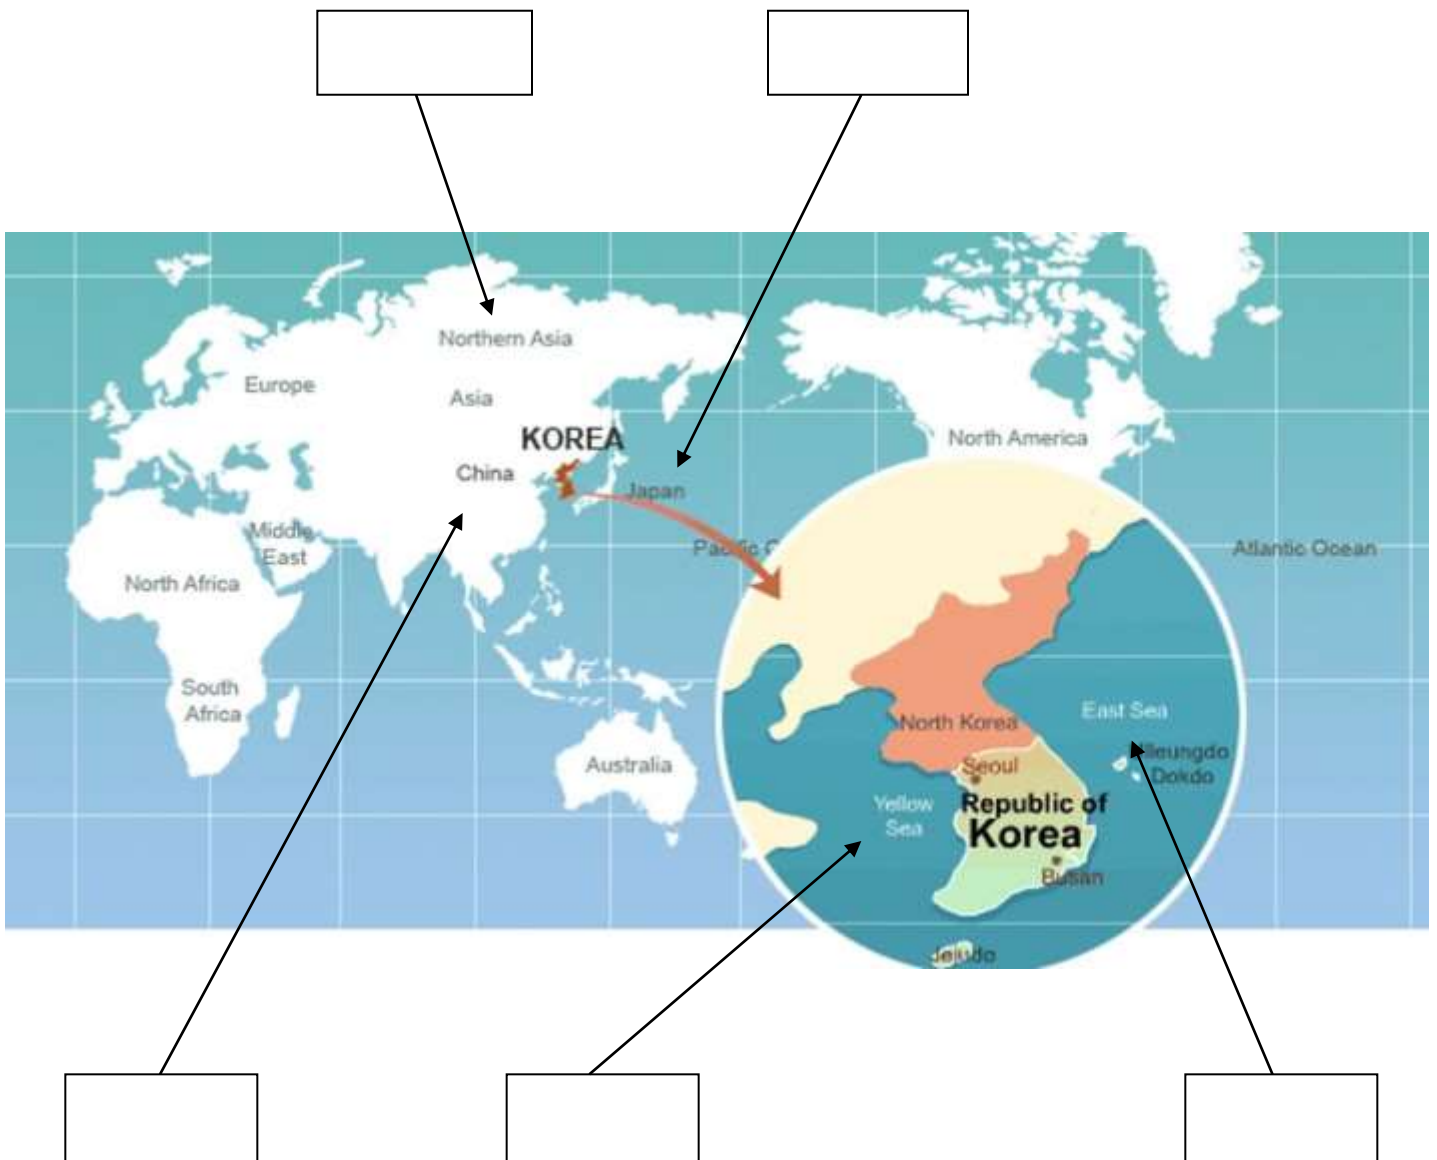 Northern Asia
Europe
Asia
KOREA
North America
China
Japan
Middle
East
Pacific
Atlantic Ocean
North Africa
South
Africa
Australia
North Korea
East Sea
Seoul
Dokdo
Yellow
Sea
Republic of
Korea
Busan
Jejudo